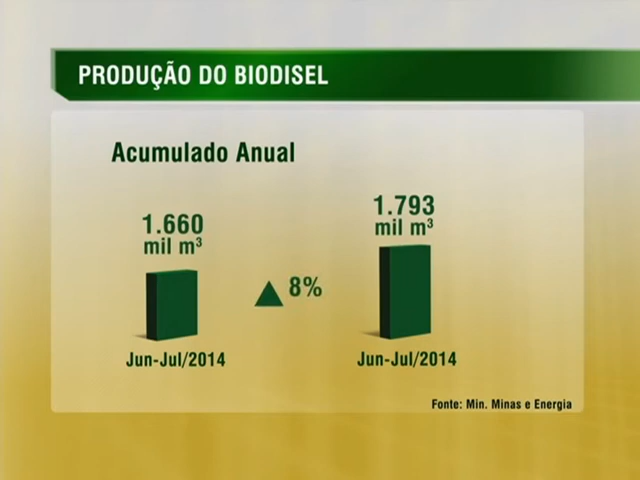 PRODUÇÃO DO BIODISEL
Acumulado Anual
1.660
mil m³
1.793
mil m³
8%
Jun-Jul/2014
Jun-Jul/2014
Fonte: Min. Minas e Energia